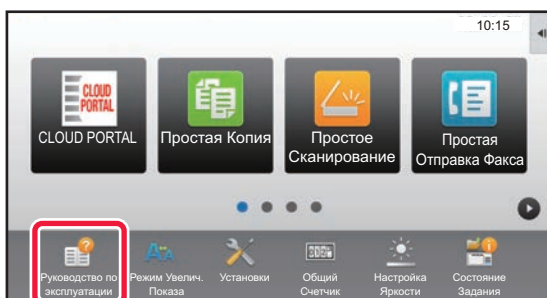 10:15
CLOUD
PORTAL
CLOUD PORTAL
Простая Копия
Простое
Сканирование
Простая
Отправка Факса
Руководство по
эксплуатации
Режим Увелич.
Показа
Установки
Общий
Счетчик
Настройка
Яркости
Состояние
Задания